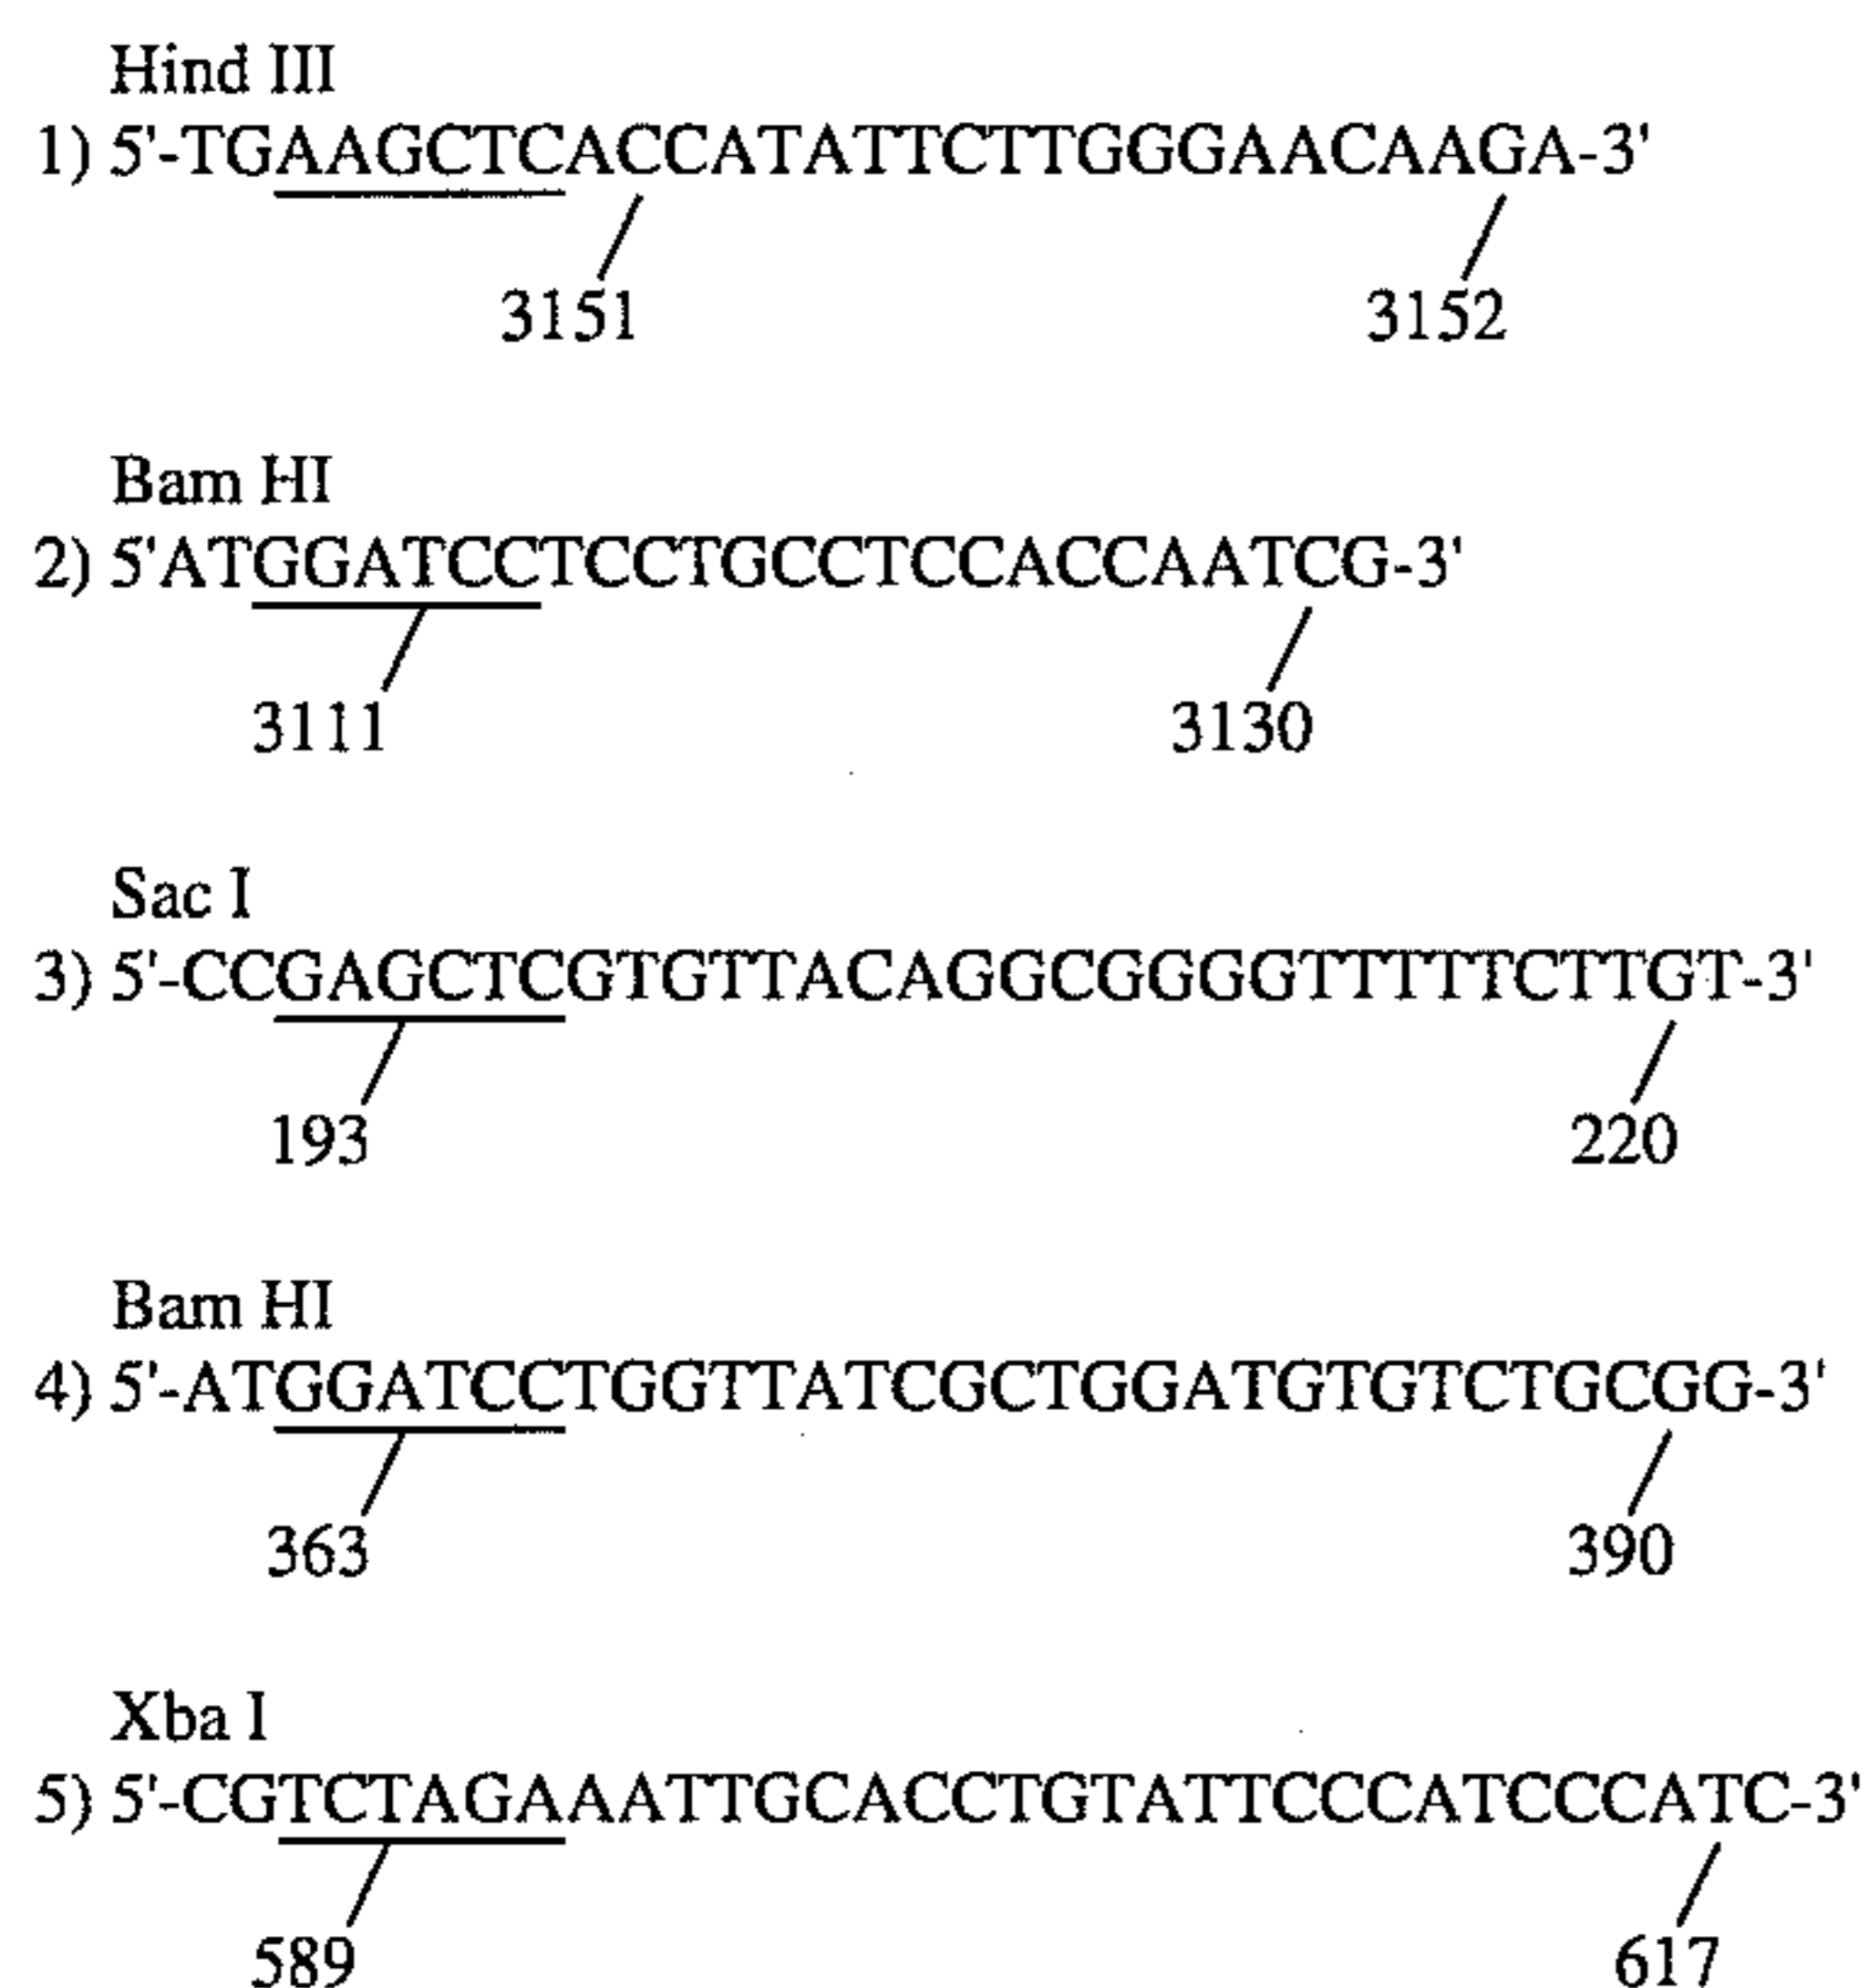 Hind III
1) 5'-TGAAGCTCACCATATTCTTGGGAACAAGA-3'
3151 3152
Bam HI
2) 5'ATGGATCCTCCTGCCTCCACCAATCG-3'
3111 3130
Sac I
3) 5'-CCGAGCTCGTGTTACAGGCGGGGTTTTTCTTGT-3'
193 220
Bam HI
4) 5'-ATGGATCCTGGTTATCGCTGGATGTGTCTGCGG-3'
363 390
Xba I
5) 5'-CGTCTAGAAATTGCACCTGTATTCCCATCCCATC-3'
589 617